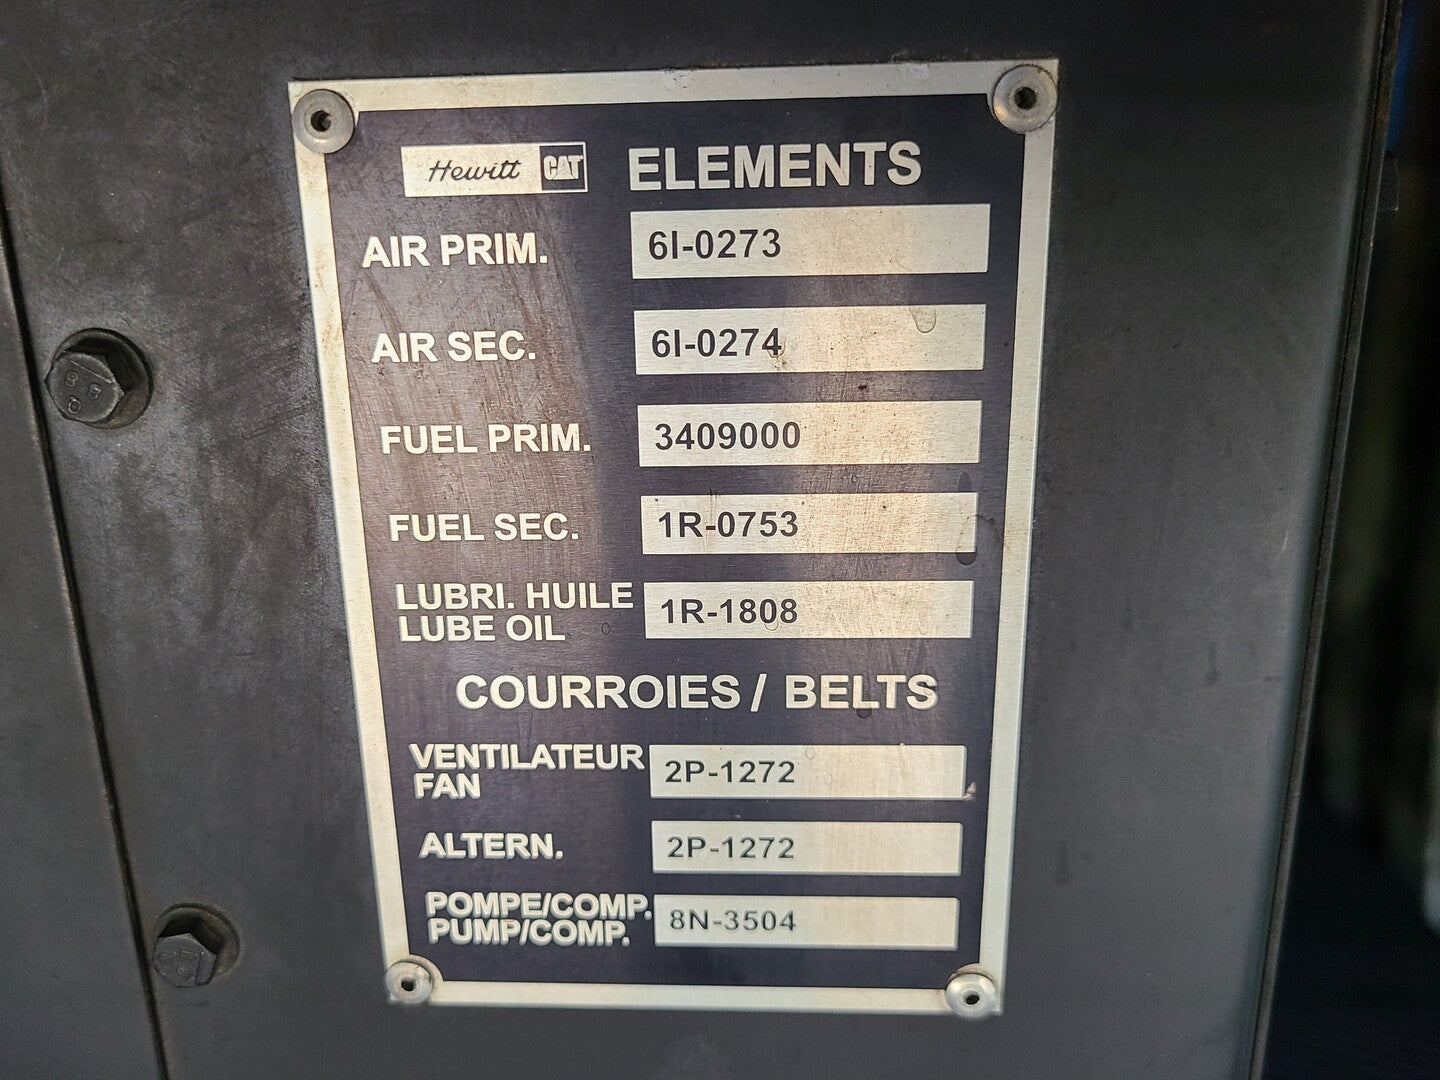 Hewitt CAT ELEMENTS
AIR PRIM. 6I-0273
AIR SEC. 6I-0274
FUEL PRIM. 3409000
FUEL SEC. 1R-0753
LUBRI. HUILE
LUBE OIL 1R-1808
COURROIES / BELTS
VENTILATEUR
FAN 2P-1272
ALTERN. 2P-1272
POMPE/COMP.
PUMP/COMP. 8N-3504